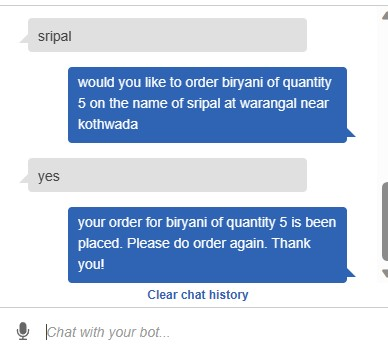 sripal
would you like to order biryani of quantity
5 on the name of sripal at warangal near
kothwada
yes
your order for biryani of quantity 5 is been
placed. Please do order again. Thank
you!
Clear chat history
Chat with your bot...